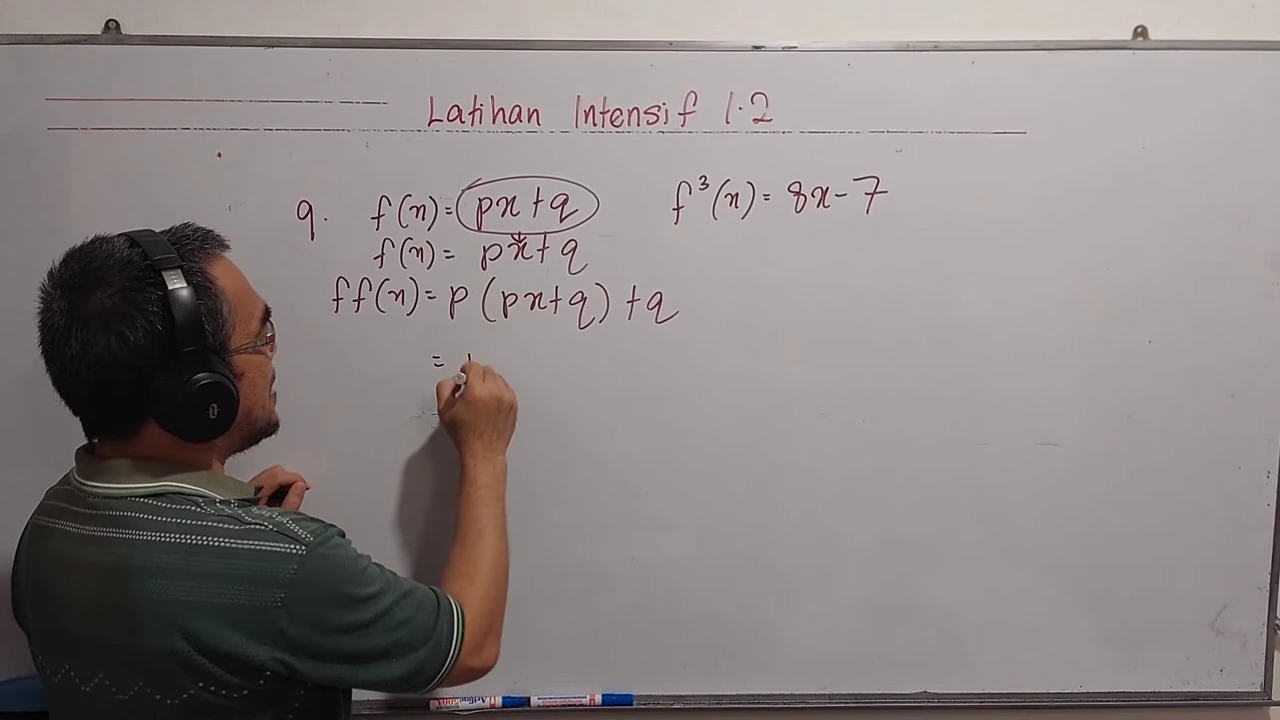 Latihan Intensif 1.2
9. f(x) = px + q f³(x) = 8x - 7
f(x) = px + q
ff(x) = p (px + q) + q
=